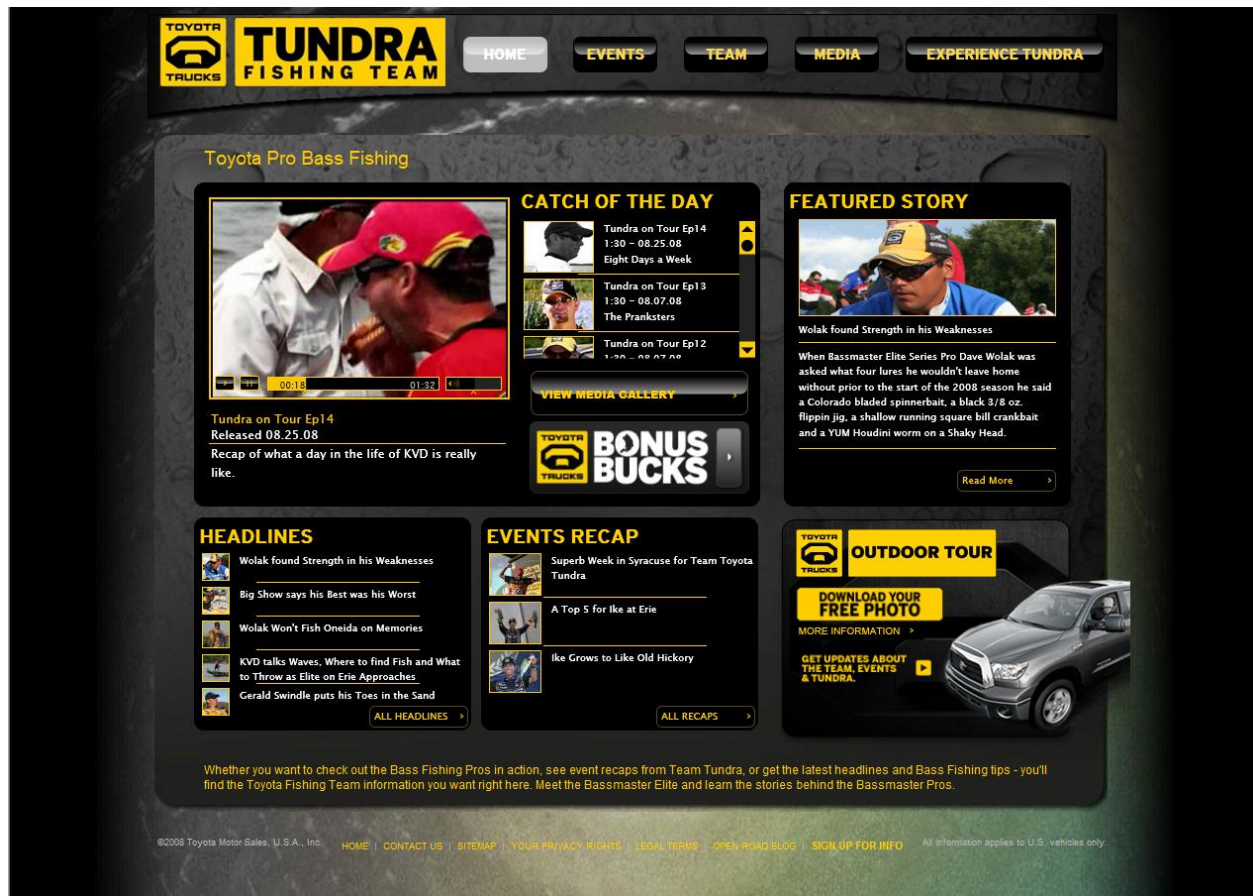 TOYOTA
TRUCKS
TUNDRA
FISHING TEAM
HOME
EVENTS
TEAM
MEDIA
EXPERIENCE TUNDRA
Toyota Pro Bass Fishing
00:18
01:32
Tundra on Tour Ep14
Released 08.25.08
Recap of what a day in the life of KVD is really
like.
CATCH OF THE DAY
Tundra on Tour Ep14
1:30 - 08.25.08
Eight Days a Week
Tundra on Tour Ep13
1:30 - 08.07.08
The Pranksters
Tundra on Tour Ep12
1:30 - 08.07.08
VIEW MEDIA GALLERY >
TOYOTA
TRUCKS
BONUS
BUCKS
FEATURED STORY
Wolak found Strength in his Weaknesses
When Bassmaster Elite Series Pro Dave Wolak was
asked what four lures he wouldn't leave home
without prior to the start of the 2008 season he said
a Colorado bladed spinnerbait, a black 3/8 oz.
flippin jig, a shallow running square bill crankbait
and a YUM Houdini worm on a Shaky Head.
Read More >
HEADLINES
Wolak found Strength in his Weaknesses
Big Show says his Best was his Worst
Wolak Won't Fish Oneida on Memories
KVD talks Waves, Where to find Fish and What
to Throw as Elite on Erie Approaches
Gerald Swindle puts his Toes in the Sand
ALL HEADLINES >
EVENTS RECAP
Superb Week in Syracuse for Team Toyota
Tundra
A Top 5 for Ike at Erie
Ike Grows to Like Old Hickory
ALL RECAPS >
TOYOTA
TRUCKS
OUTDOOR TOUR
DOWNLOAD YOUR
FREE PHOTO
MORE INFORMATION >
GET UPDATES ABOUT
THE TEAM, EVENTS
& TUNDRA.
Whether you want to check out the Bass Fishing Pros in action, see event recaps from Team Tundra, or get the latest headlines and Bass Fishing tips - you'll
find the Toyota Fishing Team information you want right here. Meet the Bassmaster Elite and learn the stories behind the Bassmaster Pros.
©2008 Toyota Motor Sales, U.S.A., Inc.
HOME | CONTACT US | SITEMAP | YOUR PRIVACY RIGHTS | LEGAL TERMS | OPEN ROAD BLOG | SIGN UP FOR INFO
All information applies to U.S. vehicles only.